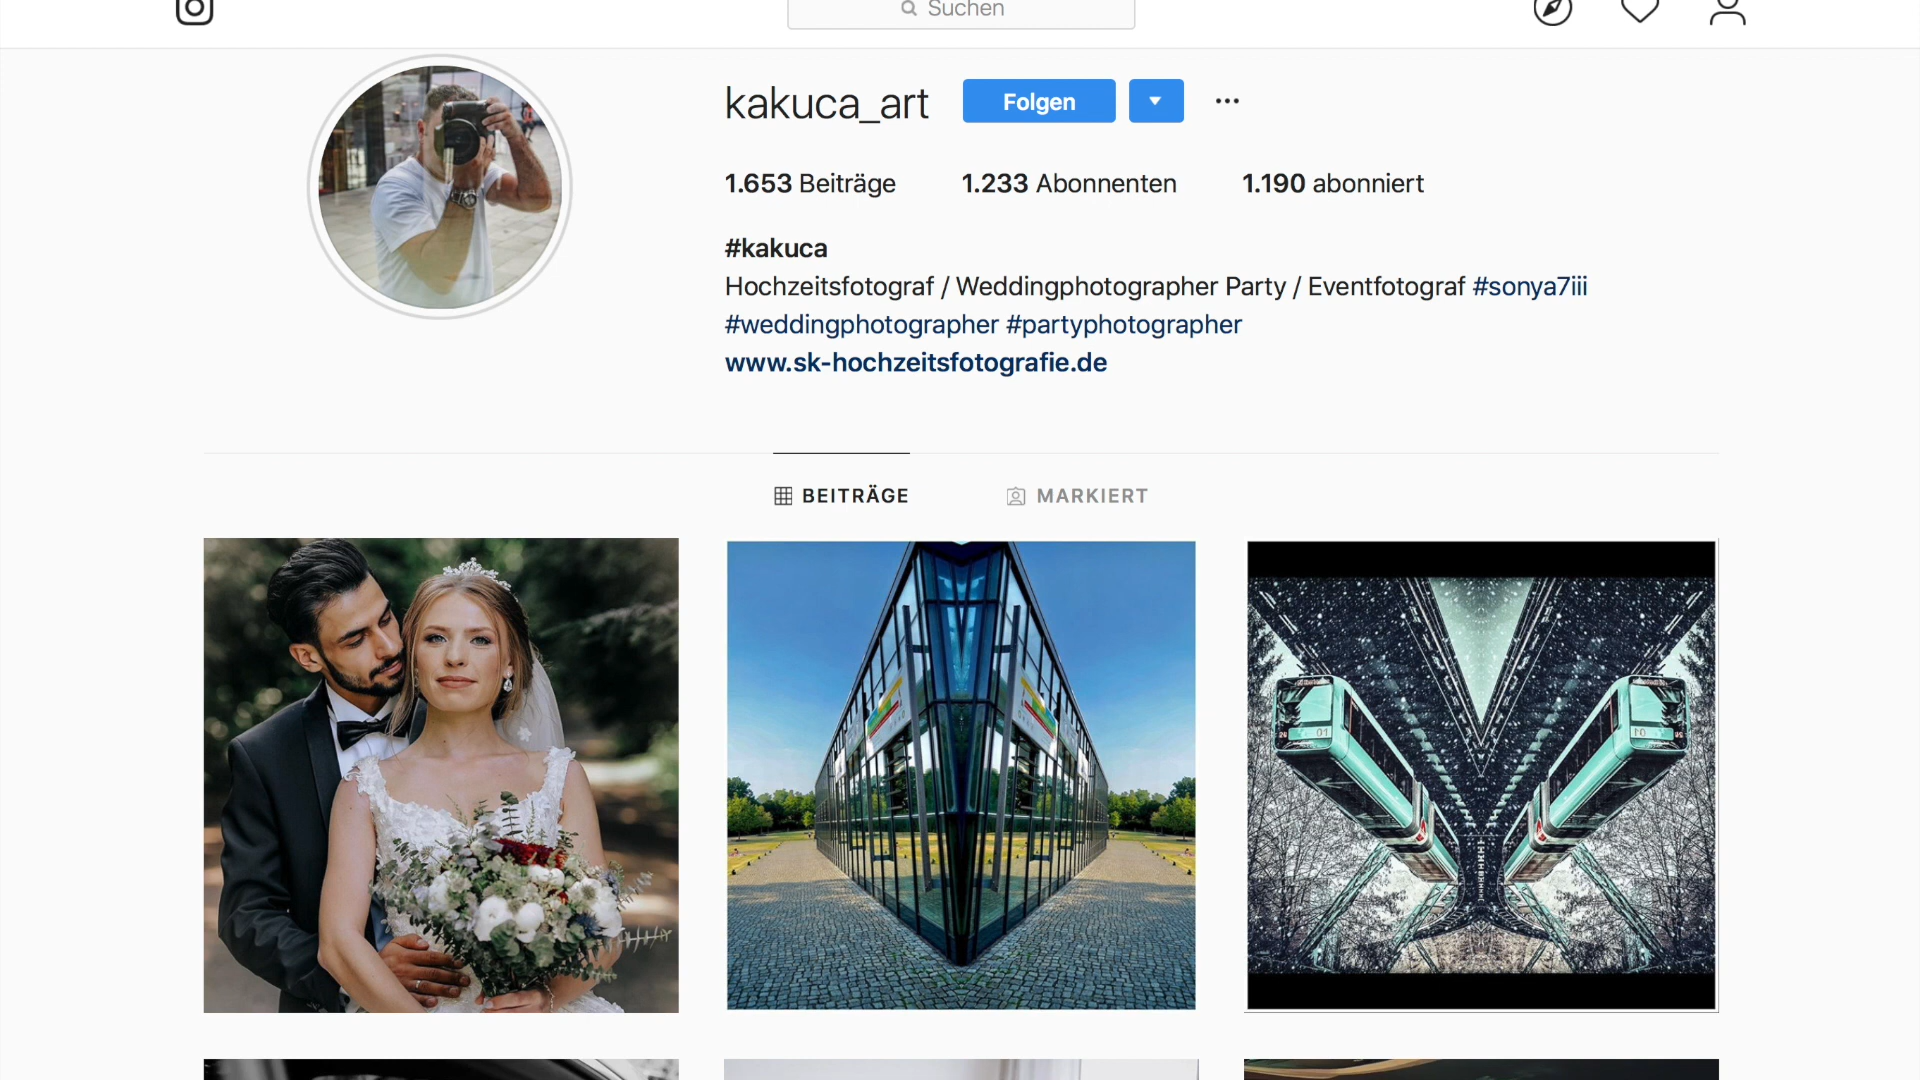 Suchen
kakuca_art Folgen
1.653 Beiträge 1.233 Abonnenten 1.190 abonniert
#kakuca
Hochzeitsfotograf / Weddingphotographer Party / Eventfotograf #sonya7iii
#weddingphotographer #partyphotographer
www.sk-hochzeitsfotografie.de
BEITRÄGE MARKIERT